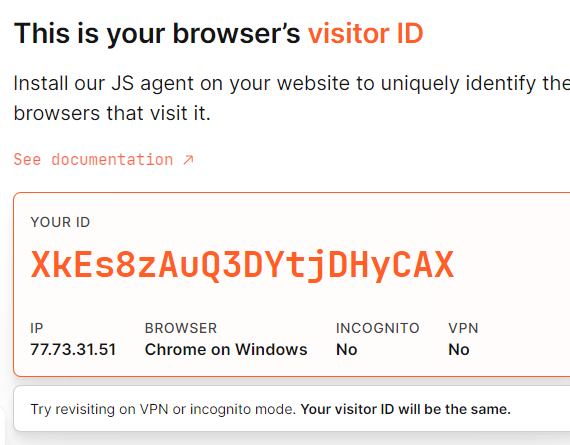 This is your browser’s visitor ID
Install our JS agent on your website to uniquely identify the
browsers that visit it.
See documentation ↗
YOUR ID
XkEs8zAuQ3DYtjDHyCAX
IP BROWSER INCOGNITO VPN
77.73.31.51 Chrome on Windows No No
Try revisiting on VPN or incognito mode. Your visitor ID will be the same.